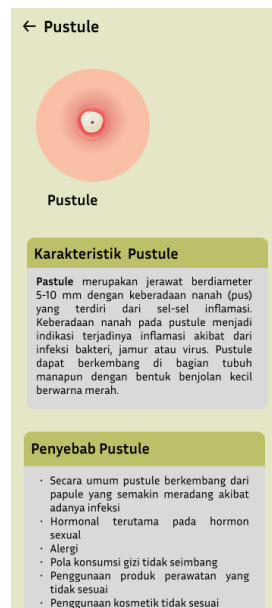 ← Pustule
Pustule
Karakteristik Pustule
Pastule merupakan jerawat berdiameter
5-10 mm dengan keberadaan nanah (pus)
yang terdiri dari sel-sel inflamasi.
Keberadaan nanah pada pustule menjadi
indikasi terjadinya inflamasi akibat dari
infeksi bakteri, jamur atau virus. Pustule
dapat berkembang di bagian tubuh
manapun dengan bentuk benjolan kecil
berwarna merah.
Penyebab Pustule
· Secara umum pustule berkembang dari
papule yang semakin meradang akibat
adanya infeksi
· Hormonal terutama pada hormon
sexual
· Alergi
· Pola konsumsi gizi tidak seimbang
· Penggunaan produk perawatan yang
tidak sesuai
· Penggunaan kosmetik tidak sesuai